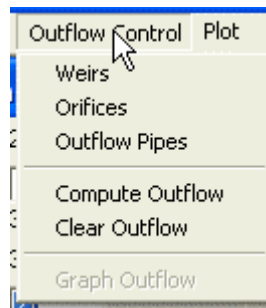 Outflow Control Plot
Weirs
Orifices
Outflow Pipes
Compute Outflow
Clear Outflow
Graph Outflow